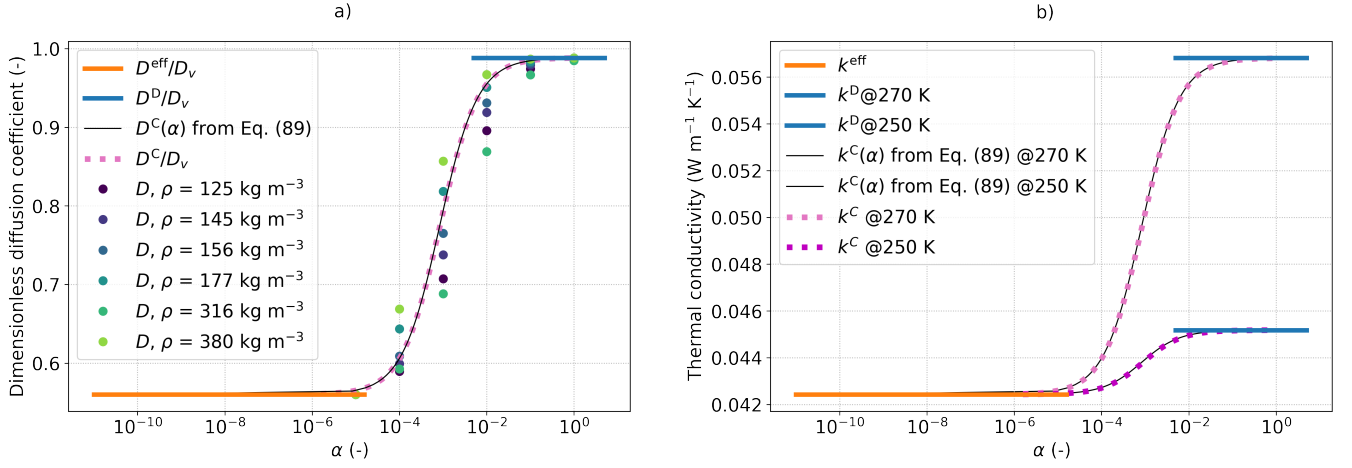 a)
Dimensionless diffusion coefficient (-)
1.0
0.9
0.8
0.7
0.6
D^eff/D_v
D^D/D_v
D^C(α) from Eq. (89)
D^C/D_v
D, ρ = 125 kg m⁻³
D, ρ = 145 kg m⁻³
D, ρ = 156 kg m⁻³
D, ρ = 177 kg m⁻³
D, ρ = 316 kg m⁻³
D, ρ = 380 kg m⁻³
10⁻¹⁰ 10⁻⁸ 10⁻⁶ 10⁻⁴ 10⁻² 10⁰
α (-)
b)
Thermal conductivity (W m⁻¹ K⁻¹)
0.056
0.054
0.052
0.050
0.048
0.046
0.044
0.042
k^eff
k^D@270 K
k^D@250 K
k^C(α) from Eq. (89) @270 K
k^C(α) from Eq. (89) @250 K
k^C @270 K
k^C @250 K
10⁻¹⁰ 10⁻⁸ 10⁻⁶ 10⁻⁴ 10⁻² 10⁰
α (-)